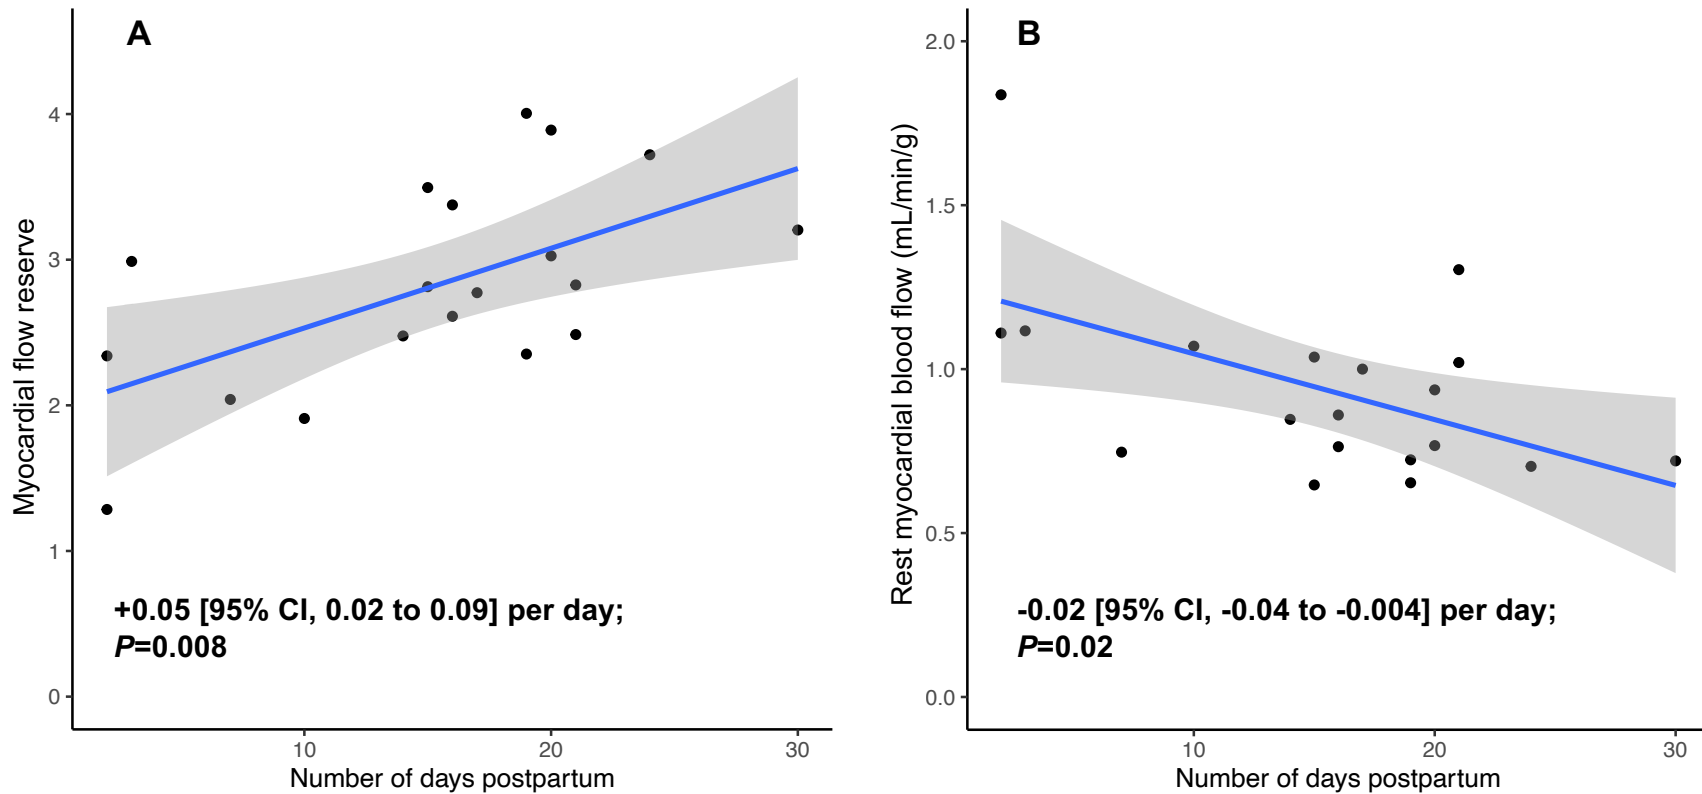 A
Myocardial flow reserve
4
3
2
1
0
+0.05 [95% CI, 0.02 to 0.09] per day;
P=0.008
10 20 30
Number of days postpartum
B
Rest myocardial blood flow (mL/min/g)
2.0
1.5
1.0
0.5
0.0
-0.02 [95% CI, -0.04 to -0.004] per day;
P=0.02
10 20 30
Number of days postpartum